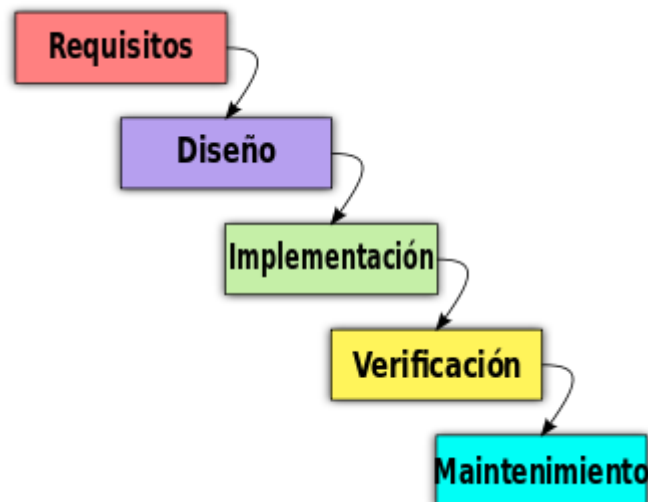 Requisitos
Diseño
Implementación
Verificación
Maintenimiento